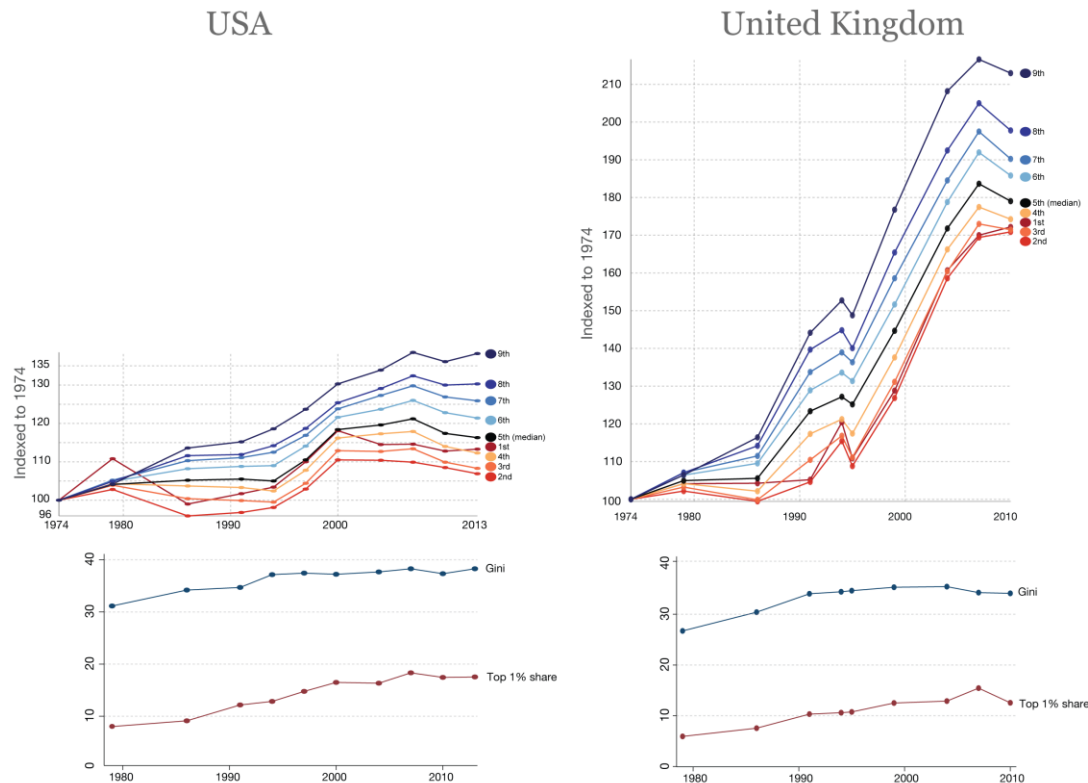 USA
United Kingdom
Indexed to 1974
135
130
120
110
100
96
1974
1980
1990
2000
2013
9th
8th
7th
6th
5th (median)
1st
4th
3rd
2nd
Indexed to 1974
210
200
190
180
170
160
150
140
130
120
110
100
1974
1980
1990
2000
2010
9th
8th
7th
6th
5th (median)
4th
1st
3rd
2nd
40
30
20
10
0
Gini
Top 1% share
1980
1990
2000
2010
40
30
20
10
0
Gini
Top 1% share
1980
1990
2000
2010